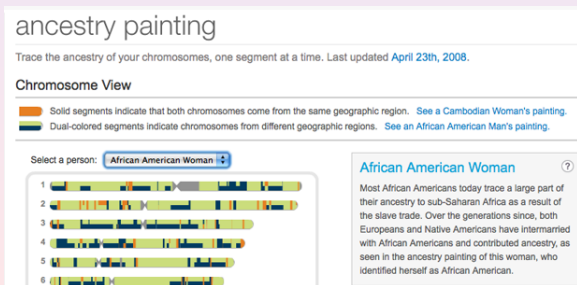 ancestry painting
Trace the ancestry of your chromosomes, one segment at a time. Last updated April 23th, 2008.
Chromosome View
Solid segments indicate that both chromosomes come from the same geographic region. See a Cambodian Woman's painting.
Dual-colored segments indicate chromosomes from different geographic regions. See an African American Man's painting.
Select a person: African American Woman
African American Woman ?
Most African Americans today trace a large part of
their ancestry to sub-Saharan Africa as a result of
the slave trade. Over the generations since, both
Europeans and Native Americans have intermarried
with African Americans and contributed ancestry, as
seen in the ancestry painting of this woman, who
identified herself as African American.
1
2
3
4
5
6